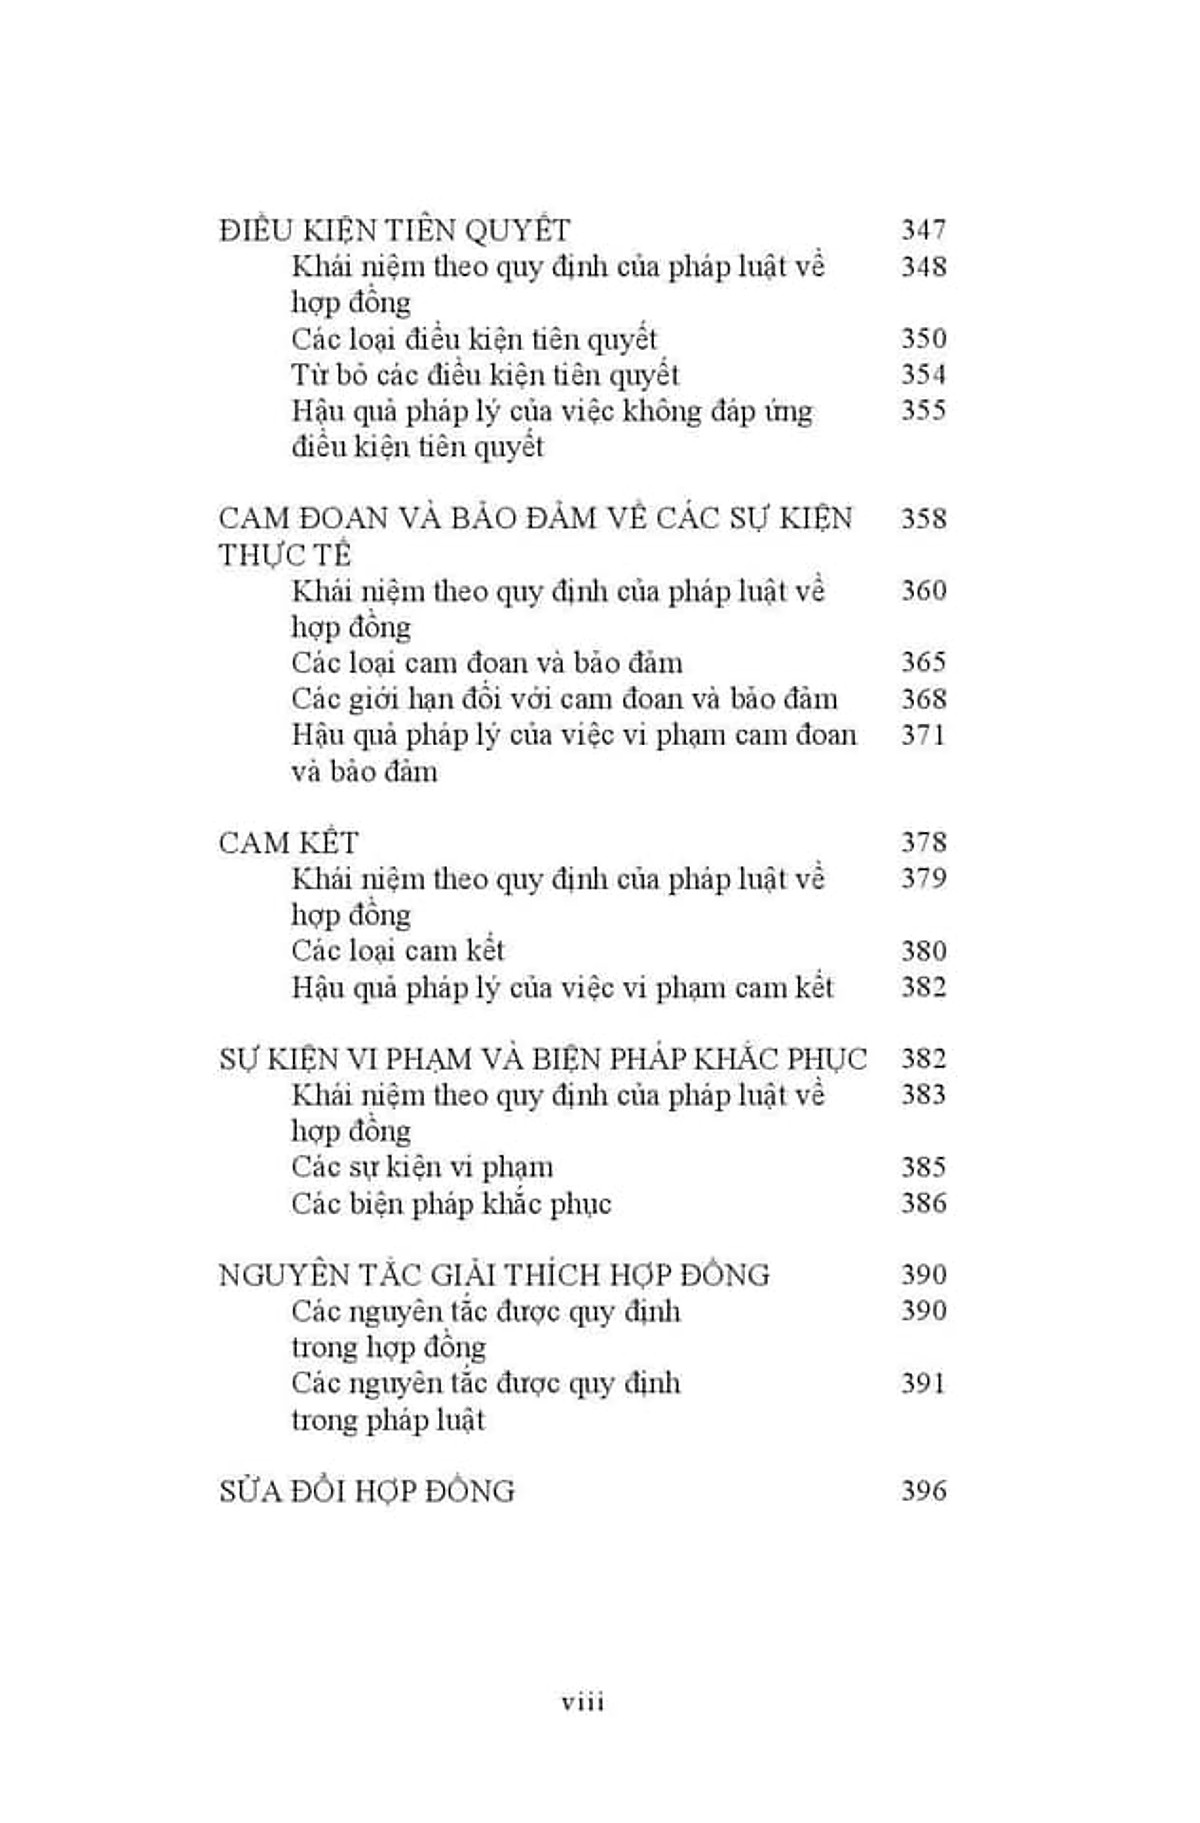 ĐIỀU KIỆN TIÊN QUYẾT 347
Khái niệm theo quy định của pháp luật về 348
hợp đồng
Các loại điều kiện tiên quyết 350
Từ bỏ các điều kiện tiên quyết 354
Hậu quả pháp lý của việc không đáp ứng 355
điều kiện tiên quyết
CAM ĐOAN VÀ BẢO ĐẢM VỀ CÁC SỰ KIỆN 358
THỰC TẾ
Khái niệm theo quy định của pháp luật về 360
hợp đồng
Các loại cam đoan và bảo đảm 365
Các giới hạn đối với cam đoan và bảo đảm 368
Hậu quả pháp lý của việc vi phạm cam đoan 371
và bảo đảm
CAM KẾT 378
Khái niệm theo quy định của pháp luật về 379
hợp đồng
Các loại cam kết 380
Hậu quả pháp lý của việc vi phạm cam kết 382
SỰ KIỆN VI PHẠM VÀ BIỆN PHÁP KHẮC PHỤC 382
Khái niệm theo quy định của pháp luật về 383
hợp đồng
Các sự kiện vi phạm 385
Các biện pháp khắc phục 386
NGUYÊN TẮC GIẢI THÍCH HỢP ĐỒNG 390
Các nguyên tắc được quy định 390
trong hợp đồng
Các nguyên tắc được quy định 391
trong pháp luật
SỬA ĐỔI HỢP ĐỒNG 396
viii